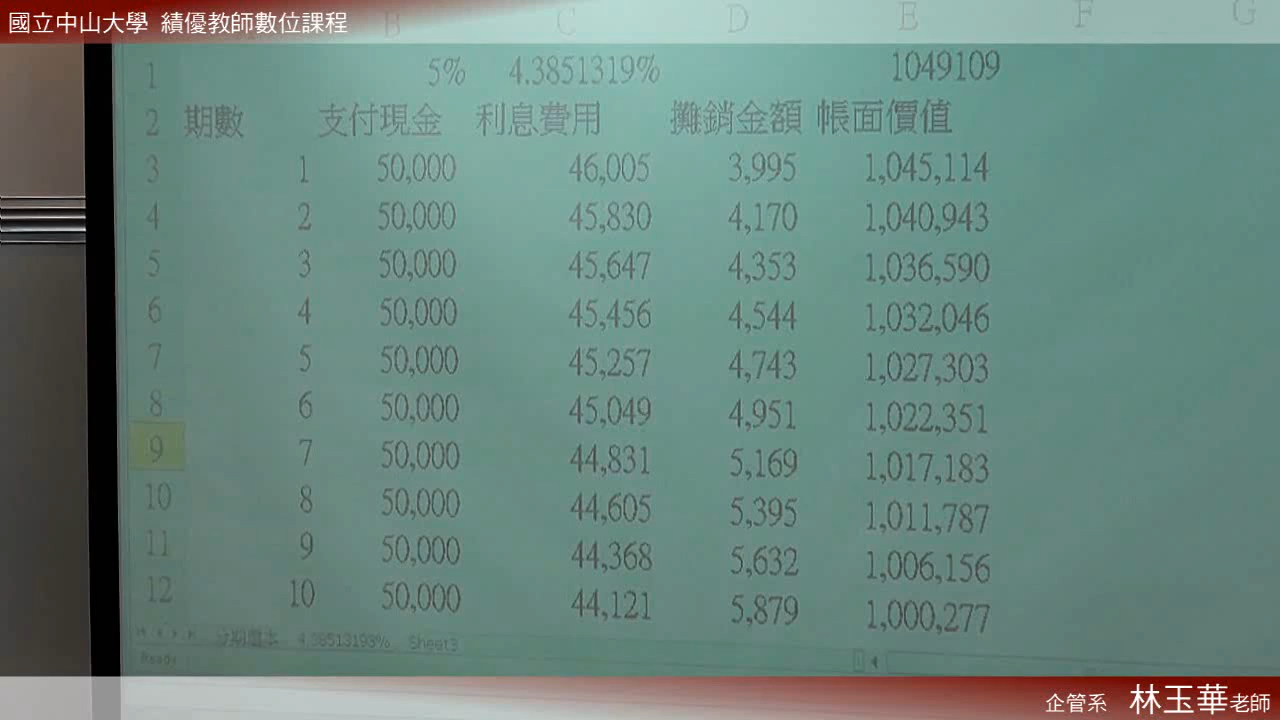 國立中山大學 績優教師數位課程
B C D E F G
1 5% 4.3851319% 1049109
2 期數 支付現金 利息費用 攤銷金額 帳面價值
3 1 50,000 46,005 3,995 1,045,114
4 2 50,000 45,830 4,170 1,040,943
5 3 50,000 45,647 4,353 1,036,590
6 4 50,000 45,456 4,544 1,032,046
7 5 50,000 45,257 4,743 1,027,303
8 6 50,000 45,049 4,951 1,022,351
9 7 50,000 44,831 5,169 1,017,183
10 8 50,000 44,605 5,395 1,011,787
11 9 50,000 44,368 5,632 1,006,156
12 10 50,000 44,121 5,879 1,000,277
4.38513193% Sheet3
Ready
企管系 林玉華老師